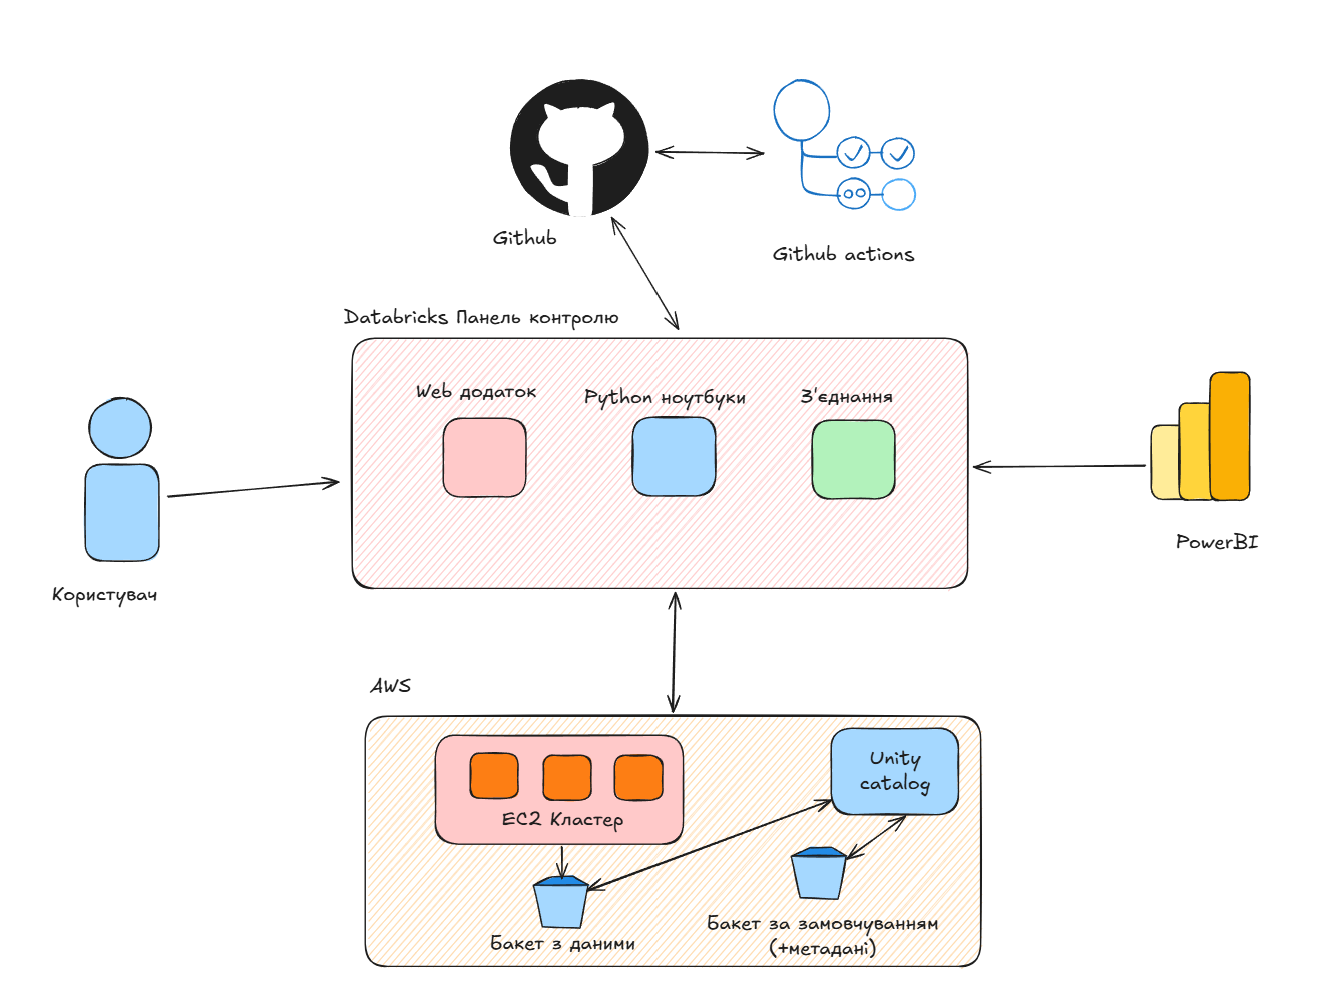 Github
Github actions
Databricks Панель контролю
Web додаток
Python ноутбуки
З'єднання
Користувач
PowerBI
AWS
Unity
catalog
EC2 Кластер
Бакет з даними
Бакет за замовчуванням
(+метадані)